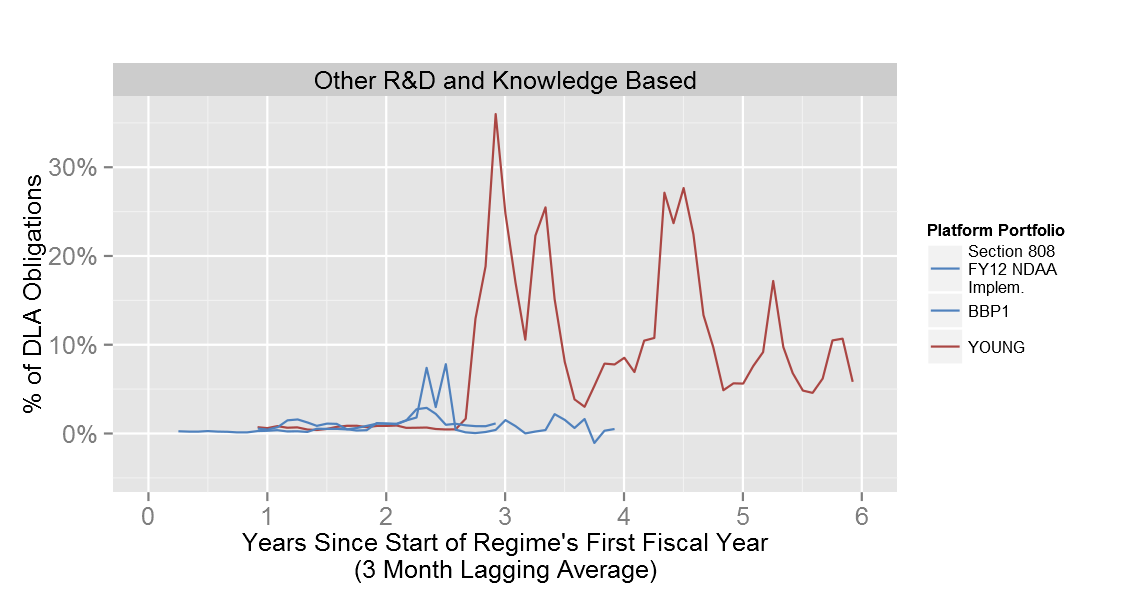 Other R&D and Knowledge Based
% of DLA Obligations
30%
20%
10%
0%
0 1 2 3 4 5 6
Years Since Start of Regime's First Fiscal Year
(3 Month Lagging Average)
Platform Portfolio
Section 808
FY12 NDAA
Implem.
BBP1
YOUNG